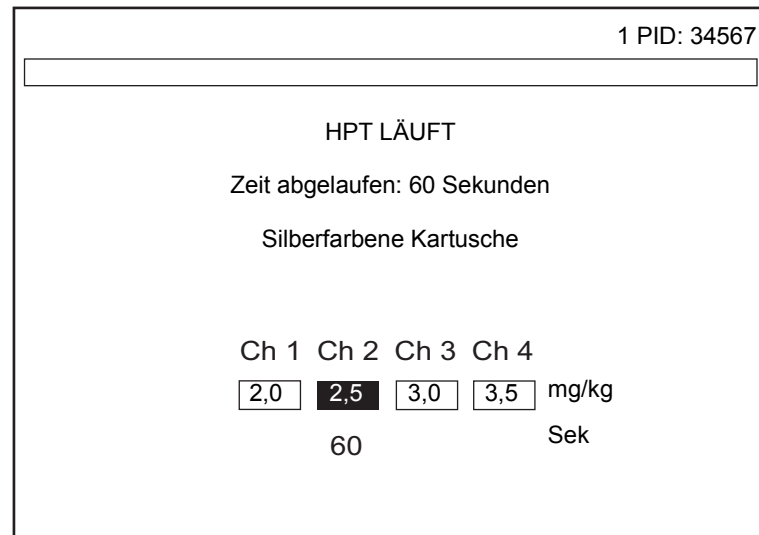 1 PID: 34567
HPT LÄUFT
Zeit abgelaufen: 60 Sekunden
Silberfarbene Kartusche
Ch 1 Ch 2 Ch 3 Ch 4
2,0 2,5 3,0 3,5 mg/kg
60 Sek